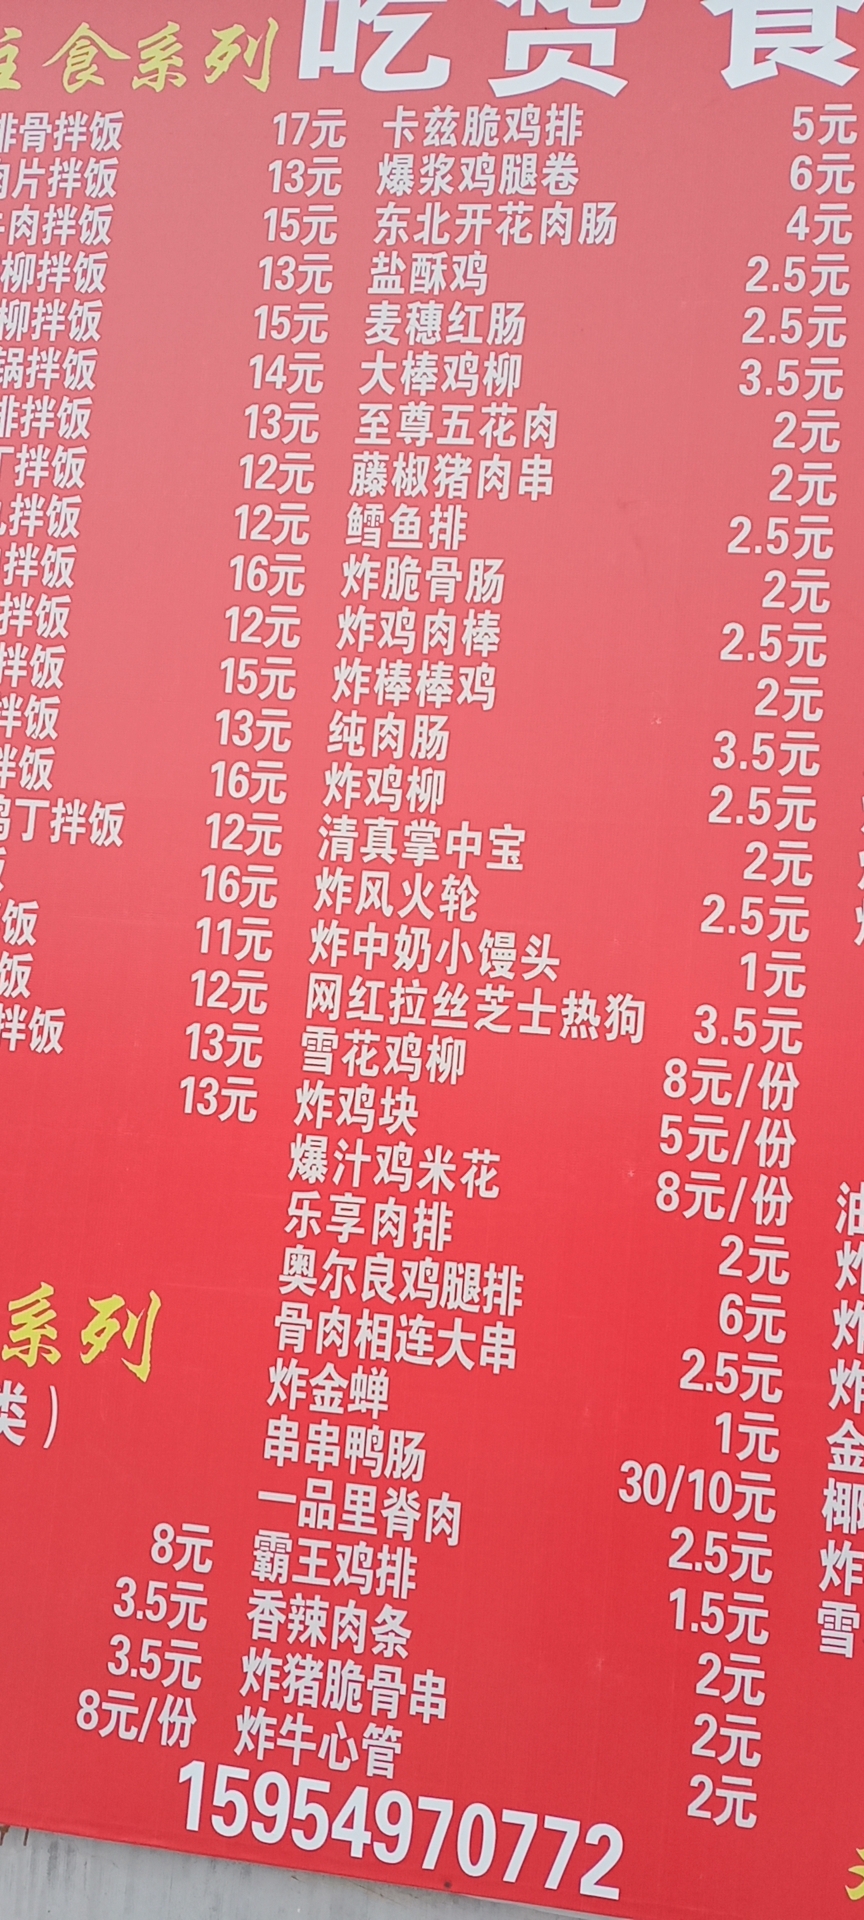 主食系列
吃货
排骨拌饭 17元
肉片拌饭 13元
牛肉拌饭 15元
柳拌饭 13元
柳拌饭 15元
锅拌饭 14元
排拌饭 13元
丁拌饭 12元
拌饭 12元
拌饭 16元
拌饭 12元
拌饭 15元
拌饭 13元
拌饭 16元
鸡丁拌饭 12元
饭 16元
饭 11元
饭 12元
拌饭 13元
13元
系列
类）
8元
3.5元
3.5元
8元/份
卡兹脆鸡排 5元
爆浆鸡腿卷 6元
东北开花肉肠 4元
盐酥鸡 2.5元
麦穗红肠 2.5元
大棒鸡柳 3.5元
至尊五花肉 2元
藤椒猪肉串 2元
鳕鱼排 2.5元
炸脆骨肠 2元
炸鸡肉棒 2.5元
炸棒棒鸡 2元
纯肉肠 3.5元
炸鸡柳 2.5元
清真掌中宝 2元
炸风火轮 2.5元
炸中奶小馒头 1元
网红拉丝芝士热狗 3.5元
雪花鸡柳 8元/份
炸鸡块 5元/份
爆汁鸡米花 8元/份
乐享肉排 2元
奥尔良鸡腿排 6元
骨肉相连大串 2.5元
炸金蝉 1元
串串鸭肠 30/10元
一品里脊肉 2.5元
霸王鸡排 1.5元
香辣肉条 2元
炸猪脆骨串 2元
炸牛心管 2元
油
炸
炸
炸
金
椰
炸
雪
15954970772